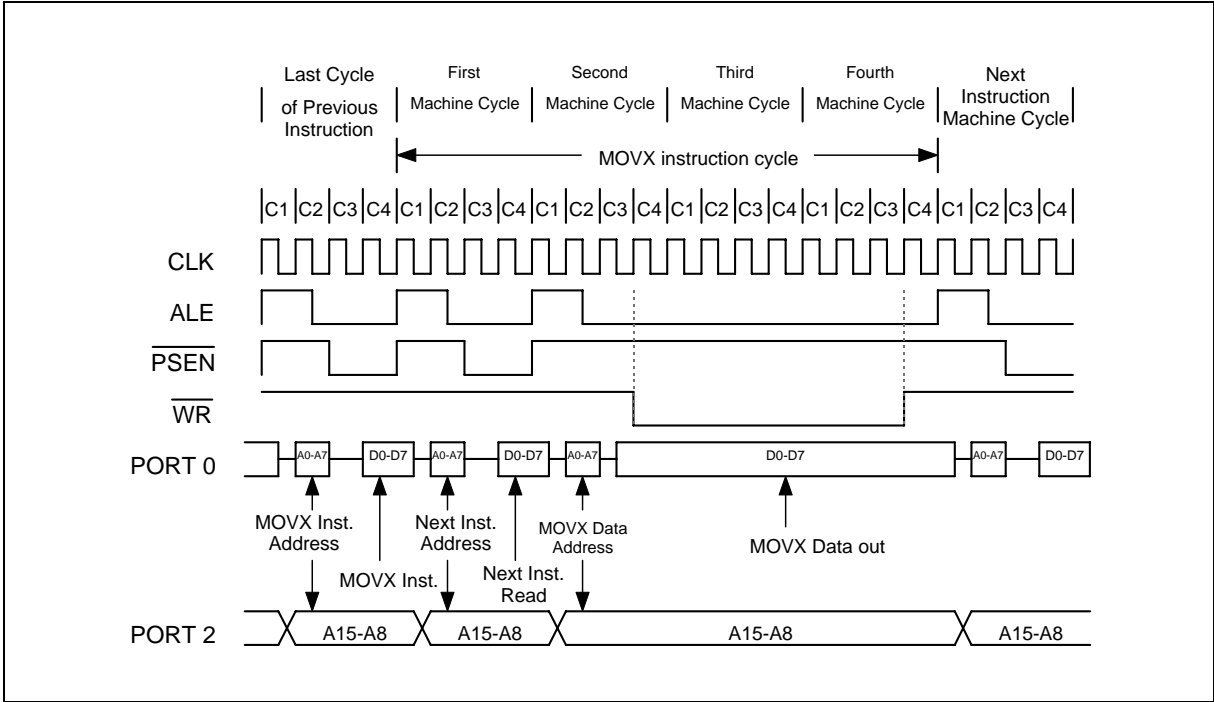 Last Cycle
of Previous
Instruction
First
Machine Cycle
Second
Machine Cycle
Third
Machine Cycle
Fourth
Machine Cycle
Next
Instruction
Machine Cycle
MOVX instruction cycle
C1 C2 C3 C4 C1 C2 C3 C4 C1 C2 C3 C4 C1 C2 C3 C4 C1 C2 C3 C4 C1 C2 C3 C4
CLK
ALE
PSEN
WR
PORT 0
A0-A7 D0-D7 A0-A7 D0-D7 A0-A7 D0-D7 A0-A7 D0-D7
MOVX Inst.
Address
MOVX Inst.
Next Inst.
Address
Next Inst.
Read
MOVX Data
Address
MOVX Data out
PORT 2
A15-A8 A15-A8 A15-A8 A15-A8